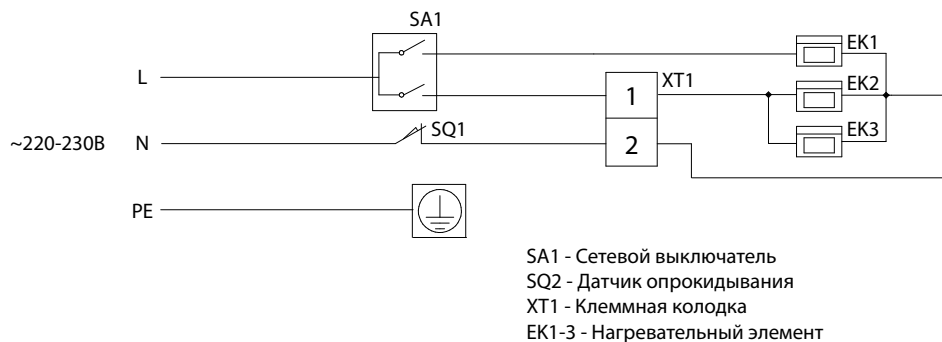 SA1
EK1
L
XT1
EK2
1
~220-230В
N
SQ1
2
EK3
PE
SA1 - Сетевой выключатель
SQ2 - Датчик опрокидывания
XT1 - Клеммная колодка
EK1-3 - Нагревательный элемент